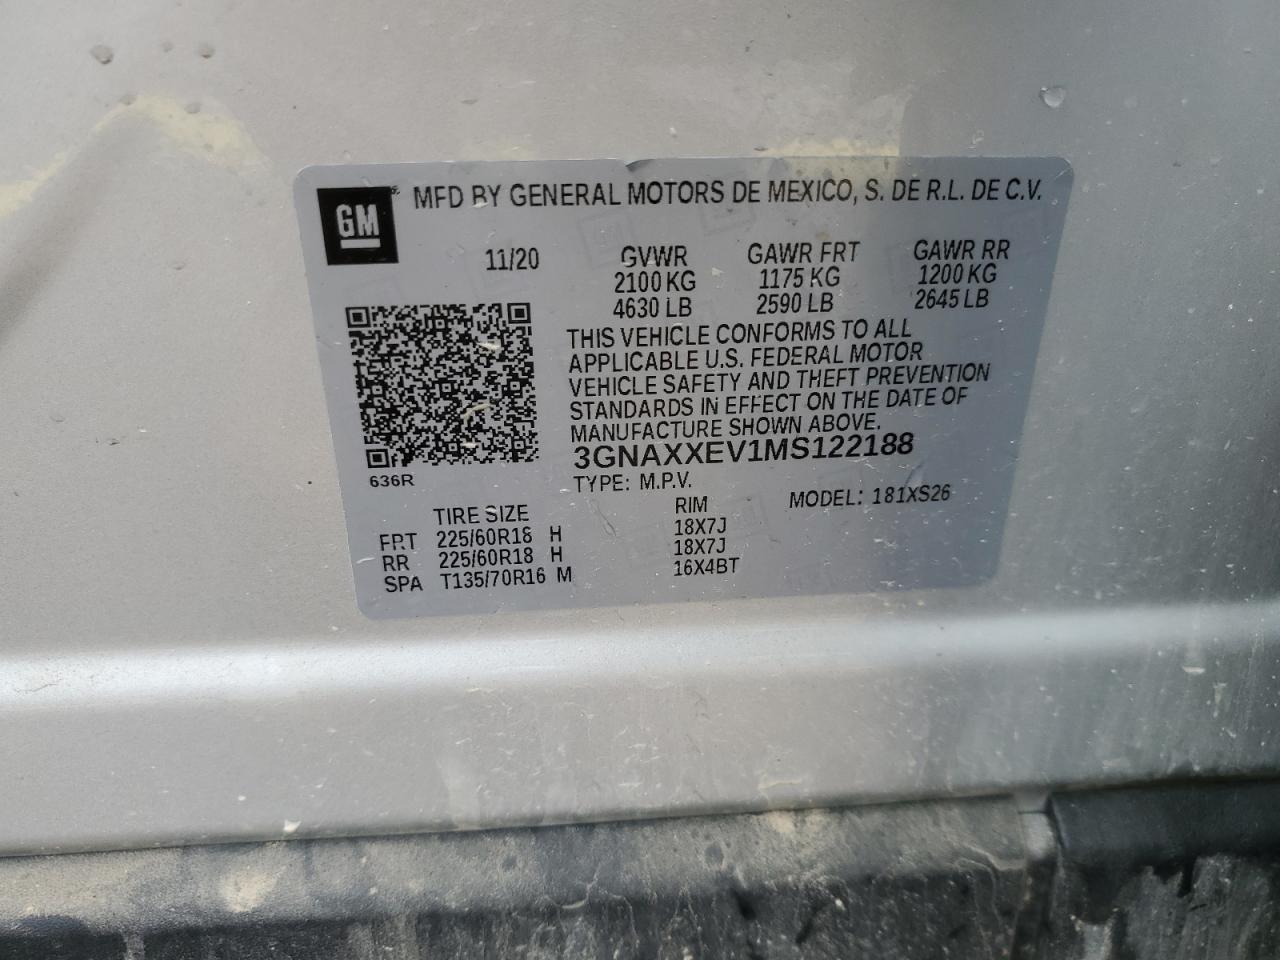 GM
MFD BY GENERAL MOTORS DE MEXICO, S. DE R.L. DE C.V.
11/20 GVWR GAWR FRT GAWR RR
2100 KG 1175 KG 1200 KG
4630 LB 2590 LB 2645 LB
THIS VEHICLE CONFORMS TO ALL
APPLICABLE U.S. FEDERAL MOTOR
VEHICLE SAFETY AND THEFT PREVENTION
STANDARDS IN EFFECT ON THE DATE OF
MANUFACTURE SHOWN ABOVE.
3GNAXXEV1MS122188
636R
TYPE: M.P.V. MODEL: 181XS26
TIRE SIZE RIM
FRT 225/60R18 H 18X7J
RR 225/60R18 H 18X7J
SPA T135/70R16 M 16X4BT